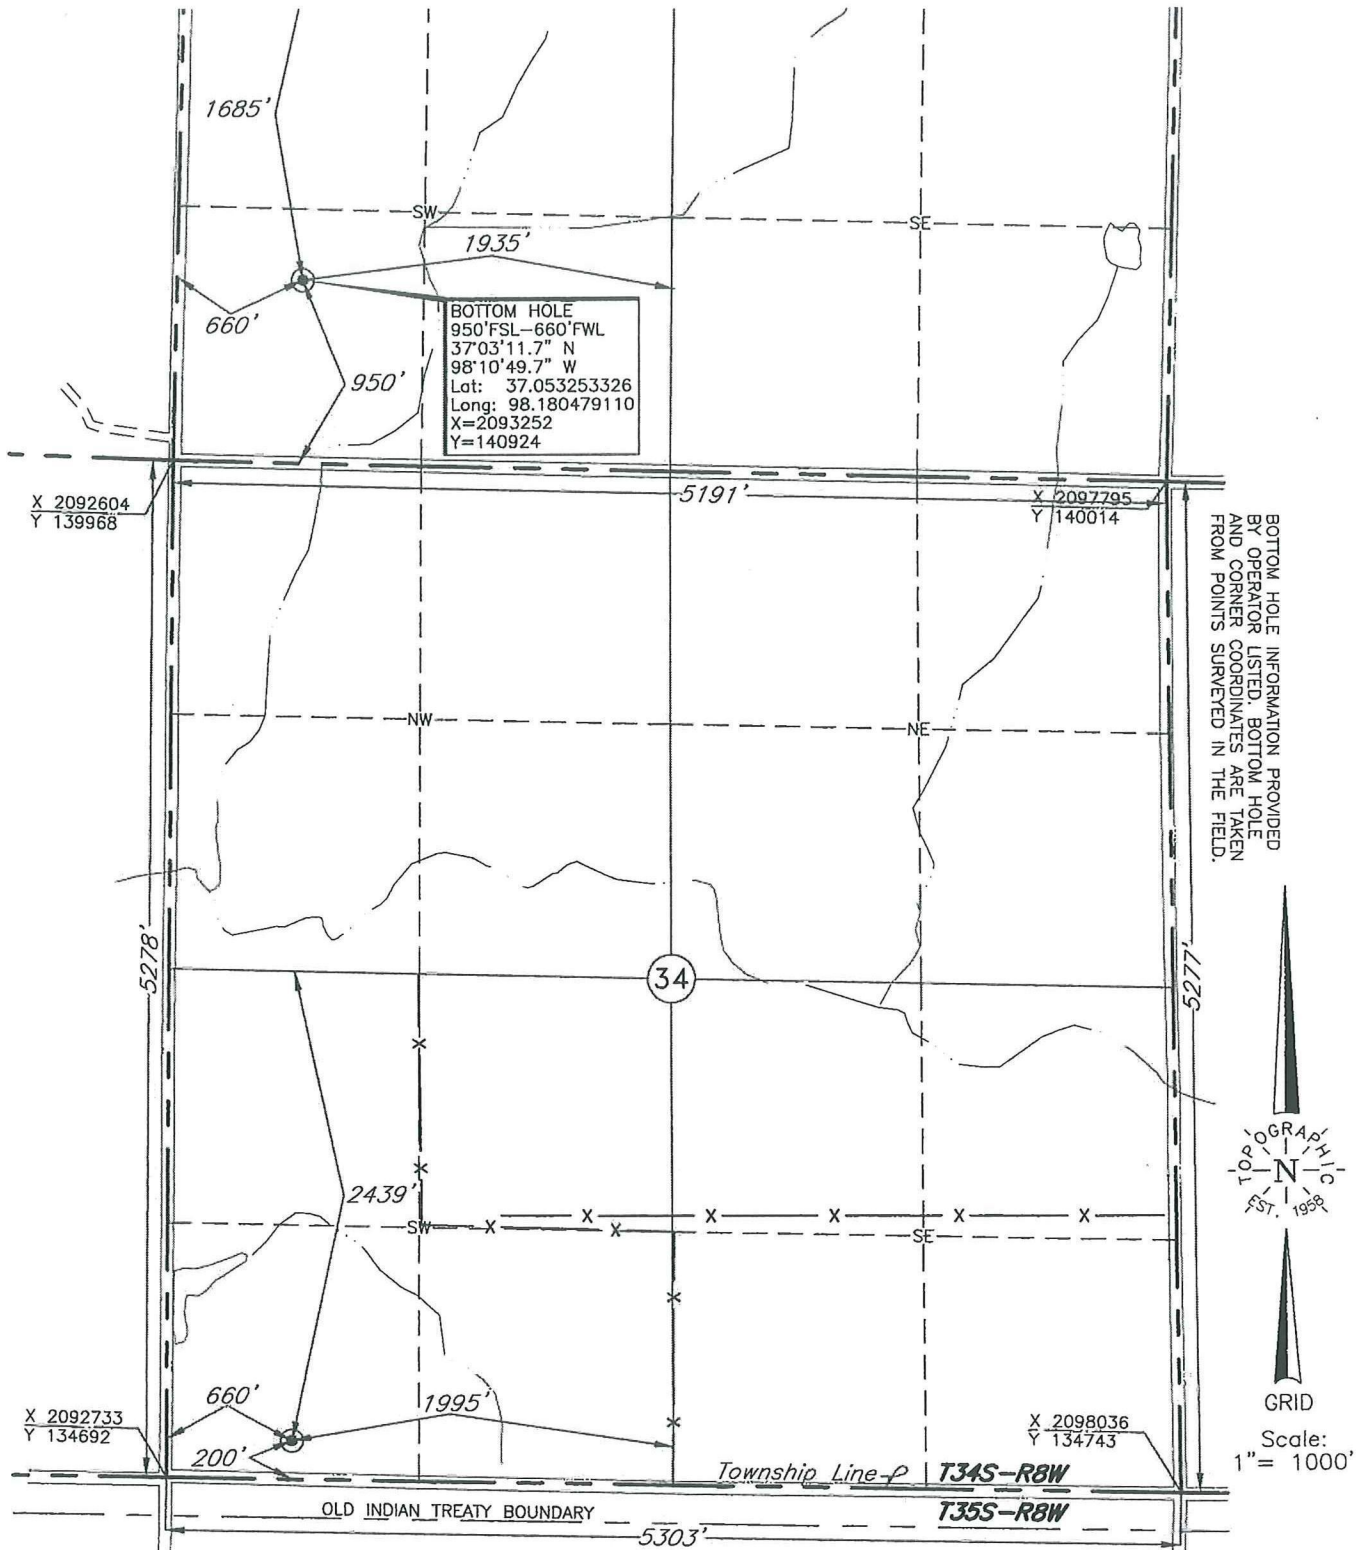 1685'
SW
SE
1935'
660'
950'
BOTTOM HOLE
950'FSL-660'FWL
37°03'11.7" N
98°10'49.7" W
Lat: 37.053253326
Long: 98.180479110
X=2093252
Y=140924
X 2092604
Y 139968
5191'
X 2097795
Y 140014
BOTTOM HOLE INFORMATION PROVIDED
BY OPERATOR LISTED. BOTTOM HOLE
AND CORNER COORDINATES ARE TAKEN
FROM POINTS SURVEYED IN THE FIELD.
NW
NE
5278'
34
5277'
TOPOGRAPHIC
N
EST. 1958
2439'
SW
SE
X X X X X X X X X X X
GRID
Scale:
1"= 1000'
660'
1995'
200'
X 2092733
Y 134692
X 2098036
Y 134743
Township Line
T34S-R8W
OLD INDIAN TREATY BOUNDARY
T35S-R8W
5303'